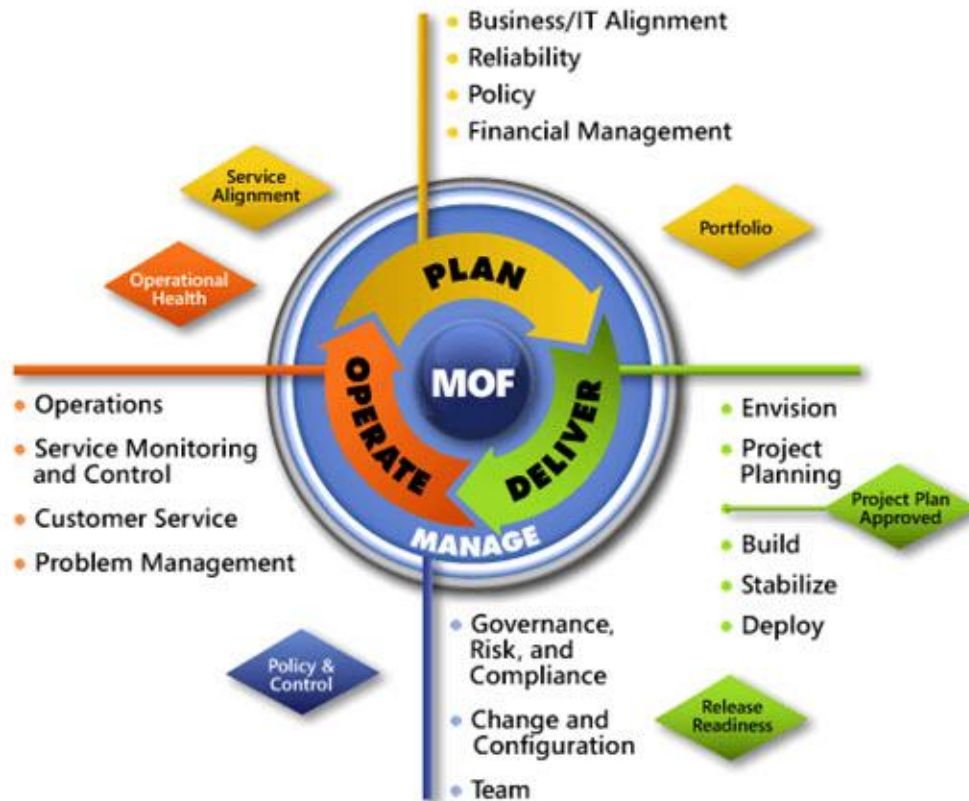 Business/IT Alignment
Reliability
Policy
Financial Management
Service
Alignment
Portfolio
Operational
Health
PLAN
MOF
OPERATE
DELIVER
MANAGE
Operations
Service Monitoring
and Control
Customer Service
Problem Management
Envision
Project
Planning
Project Plan
Approved
Build
Stabilize
Deploy
Policy &
Control
Governance,
Risk, and
Compliance
Change and
Configuration
Team
Release
Readiness